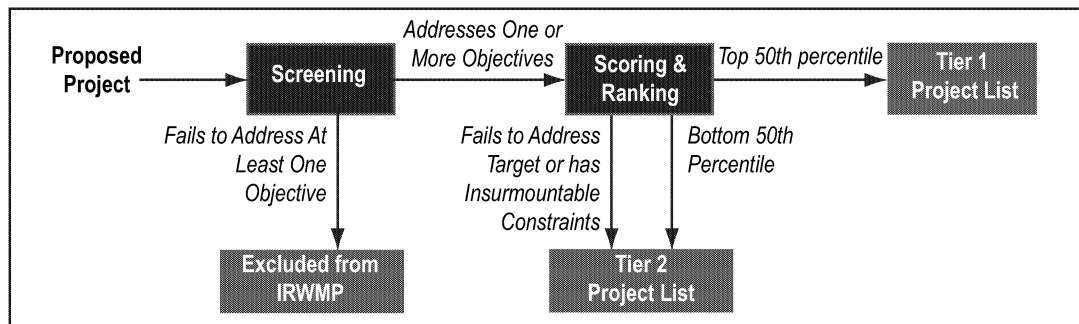 Proposed
Project
Screening
Addresses One or
More Objectives
Scoring &
Ranking
Top 50th percentile
Tier 1
Project List
Fails to Address At
Least One
Objective
Fails to Address
Target or has
Insurmountable
Constraints
Bottom 50th
Percentile
Excluded from
IRWMP
Tier 2
Project List